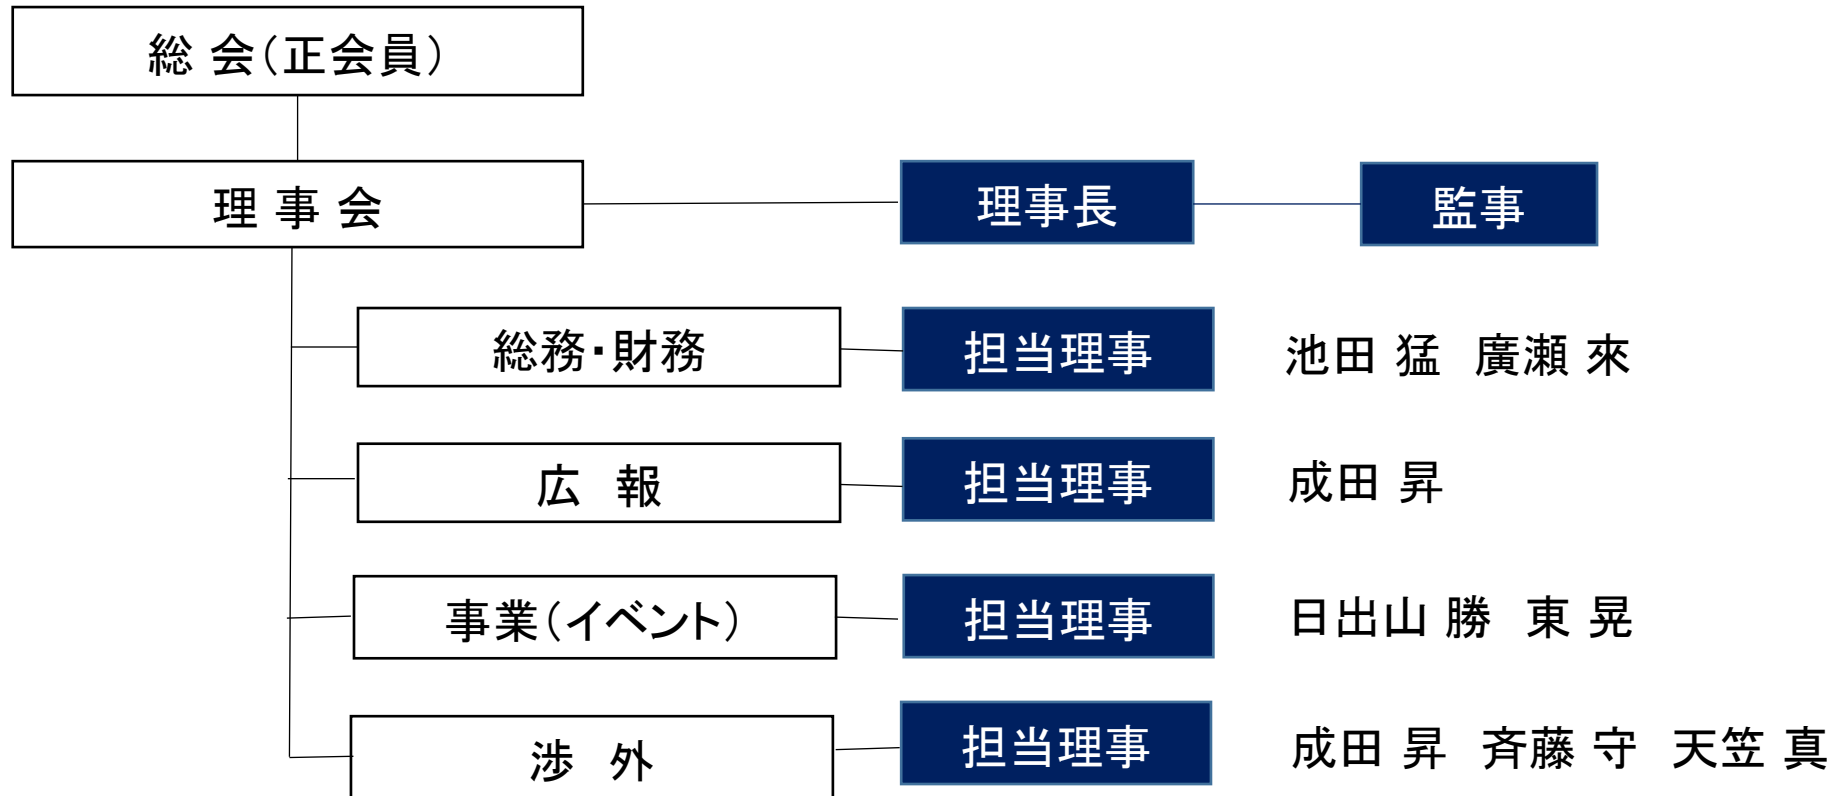 総 会（正会員）
理 事 会 理事長 監事
総務・財務 担当理事 池田 猛 廣瀬 來
広 報 担当理事 成田 昇
事業（イベント） 担当理事 日出山 勝 東 晃
渉 外 担当理事 成田 昇 斉藤 守 天笠 真